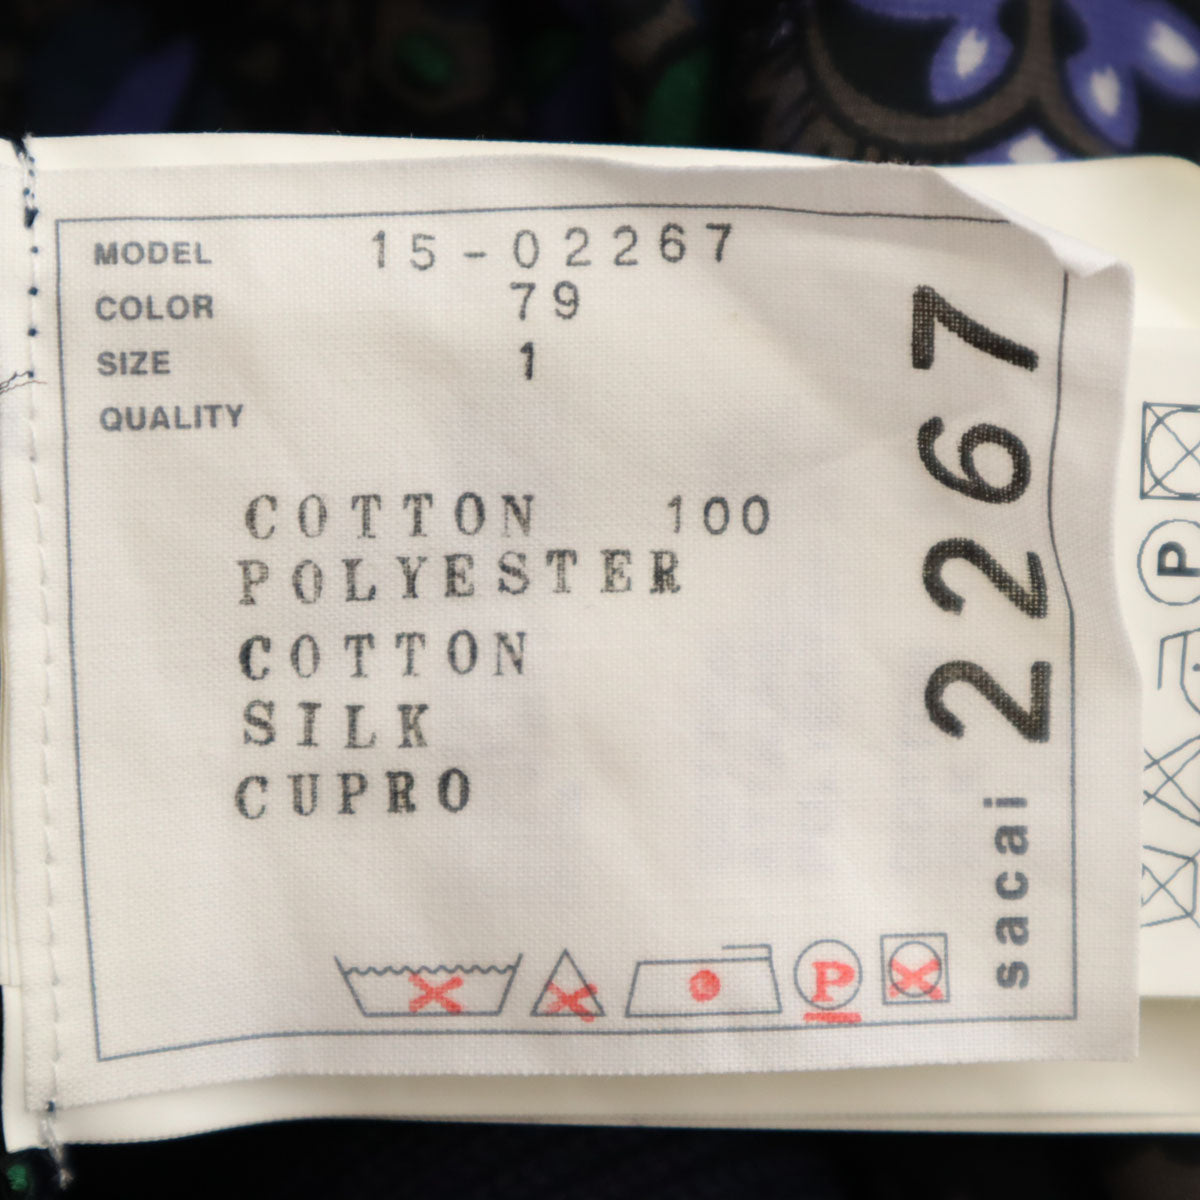 MODEL 15-02267
COLOR 79
SIZE 1
QUALITY
COTTON 100
POLYESTER
COTTON
SILK
CUPRO
P
sacai 2267
P